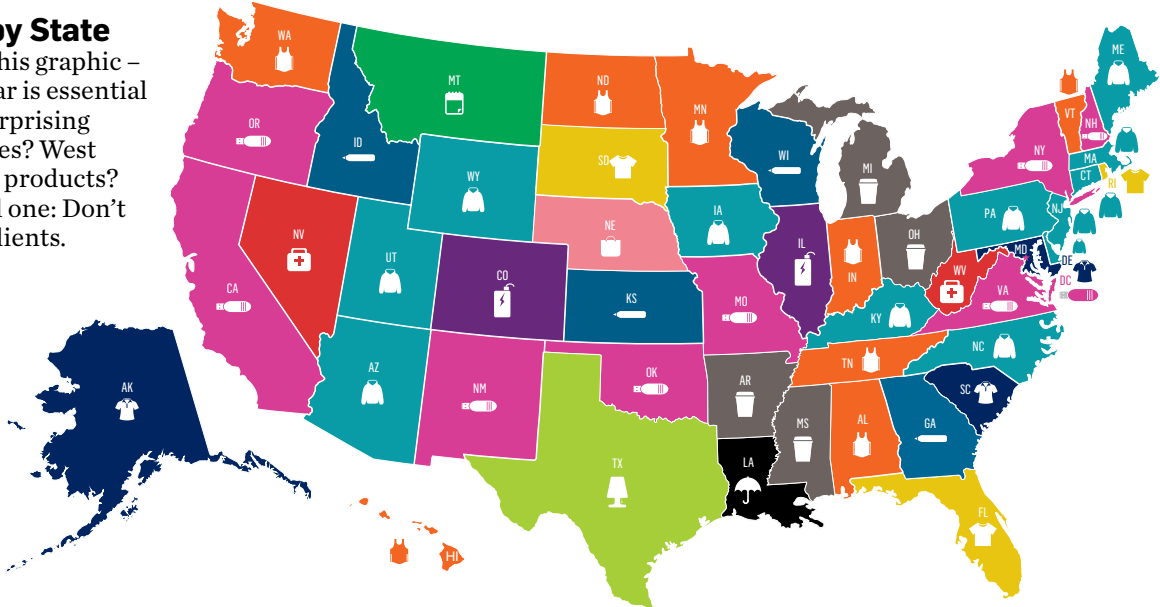 by State
his graphic –
ar is essential
urprising
es? West
products?
l one: Don't
lients.
WA
MT
ND
MN
ME
VT
NH
OR
ID
SD
WI
MI
NY
MA
CT
RI
WY
IA
NE
PA
NJ
NV
UT
CO
IL
IN
OH
MD
DE
DC
WV
VA
CA
KS
MO
KY
NC
AZ
NM
OK
AR
TN
SC
AK
TX
LA
MS
AL
GA
FL
HI